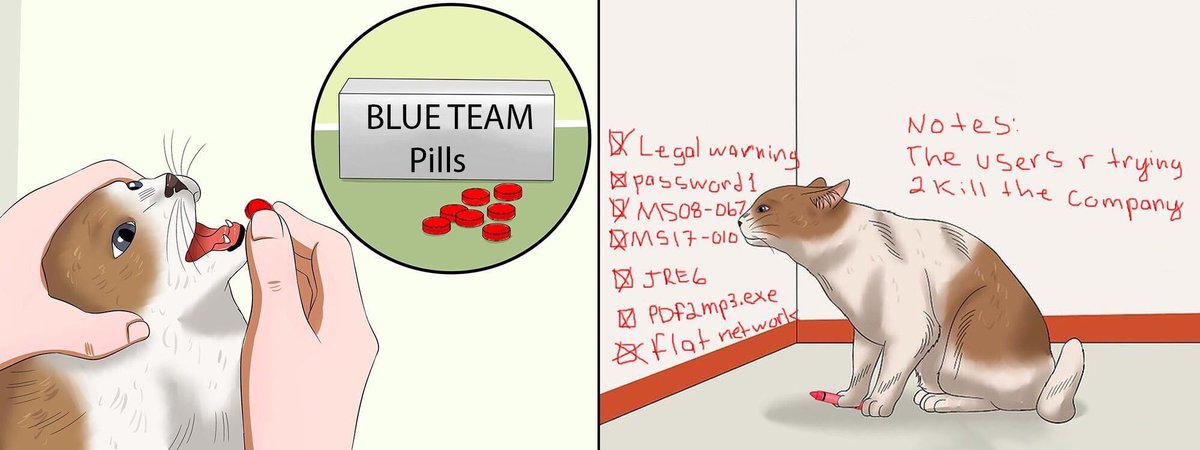 BLUE TEAM
Pills
Legal warning
password1
MS08-067
MS17-010
JRE6
PDf2mp3.exe
flat network
Notes:
The users r trying
2 Kill the company